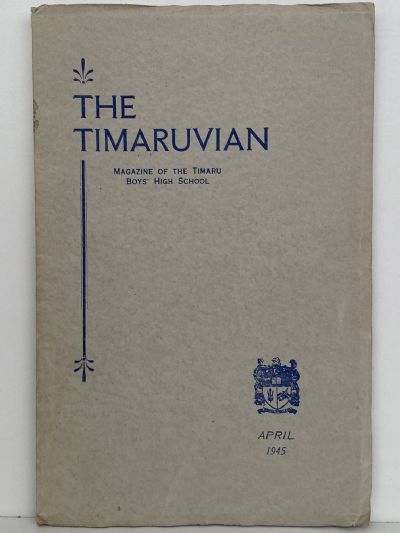 THE
TIMARUVIAN
MAGAZINE OF THE TIMARU
BOYS' HIGH SCHOOL
APRIL
1945